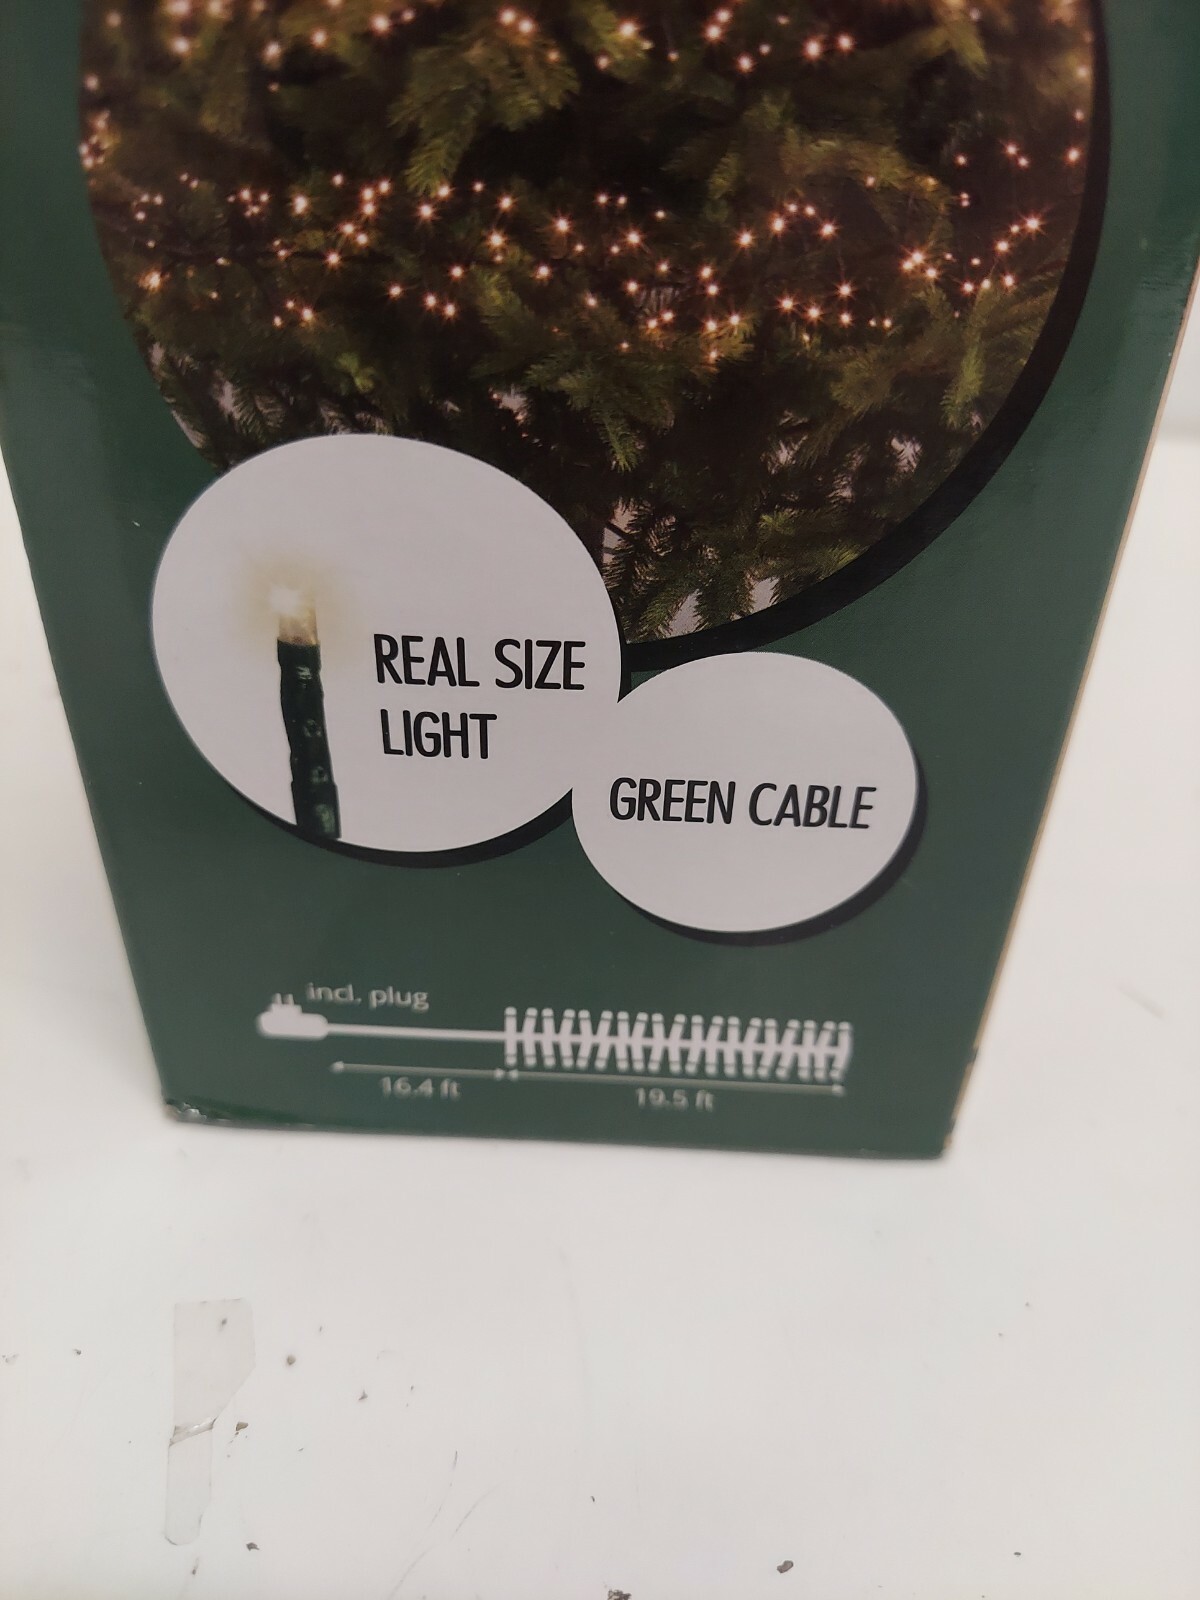 REAL SIZE
LIGHT
GREEN CABLE
incl. plug
16.4 ft
19.5 ft